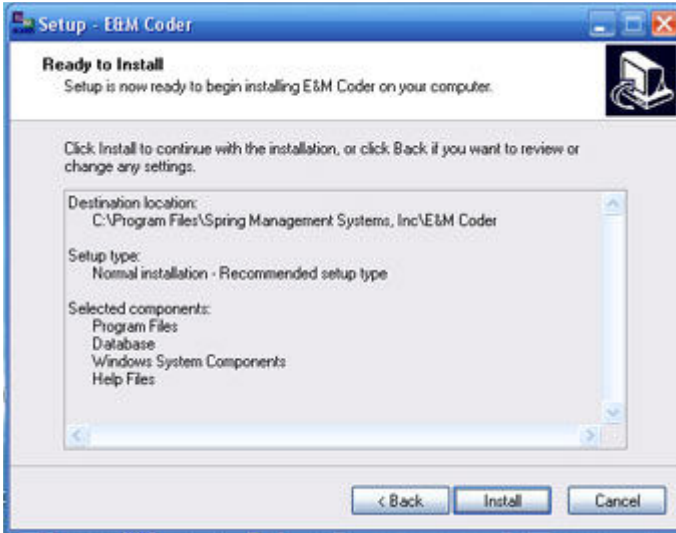 Setup - E&M Coder
Ready to Install
Setup is now ready to begin installing E&M Coder on your computer.
Click Install to continue with the installation, or click Back if you want to review or
change any settings.
Destination location:
C:\Program Files\Spring Management Systems, Inc\E&M Coder
Setup type:
Normal installation - Recommended setup type
Selected components:
Program Files
Database
Windows System Components
Help Files
< Back
Install
Cancel